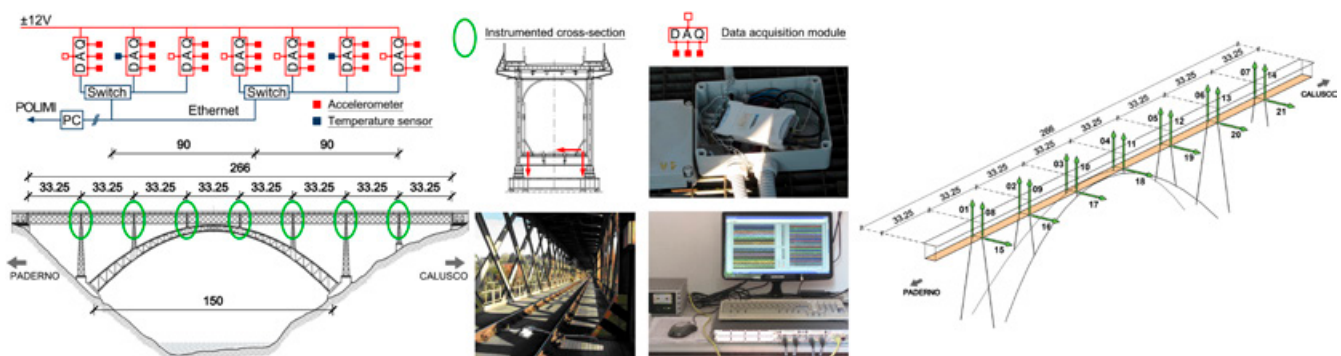 ±12V
DAQ DAQ DAQ DAQ DAQ DAQ DAQ
Switch Switch
POLIMI
Ethernet
PC
Accelerometer
Temperature sensor
90 90
266
33.25 33.25 33.25 33.25 33.25 33.25 33.25
PADERNO
CALUSCO
150
Instrumented cross-section
DAQ
Data acquisition module
33.25
33.25
33.25
33.25
33.25
33.25
33.25
33.25
266
07 14
CALUSCO
06 13
21
05 12
20
04 11
19
03 10
18
02 09
17
01 08
16
15
PADERNO